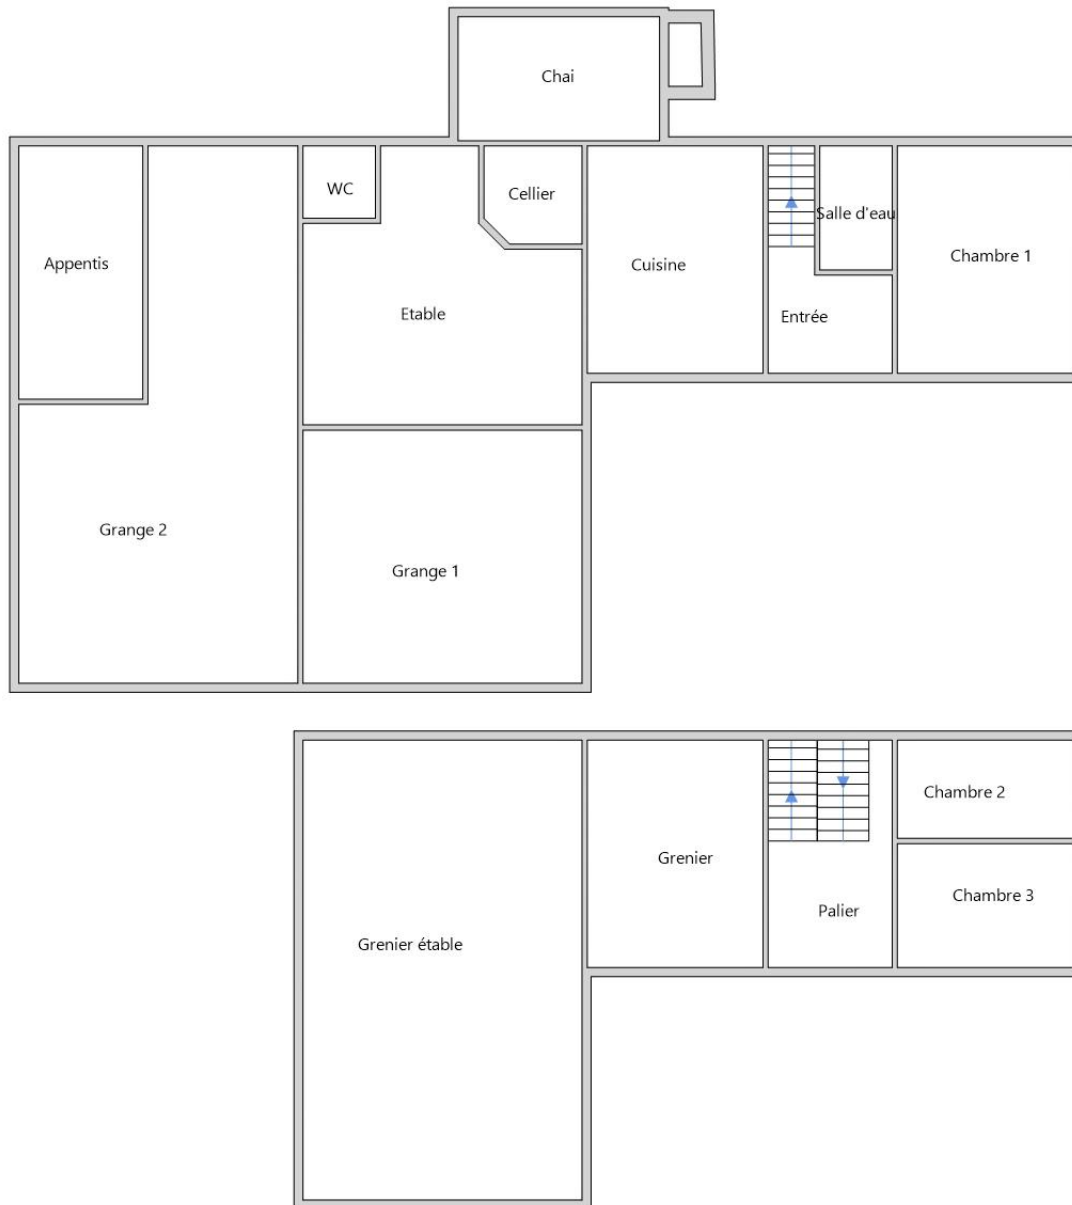 Chai
WC
Cellier
Salle d'eau
Appentis
Cuisine
Chambre 1
Etable
Entrée
Grange 2
Grange 1
Chambre 2
Grenier
Chambre 3
Palier
Grenier étable